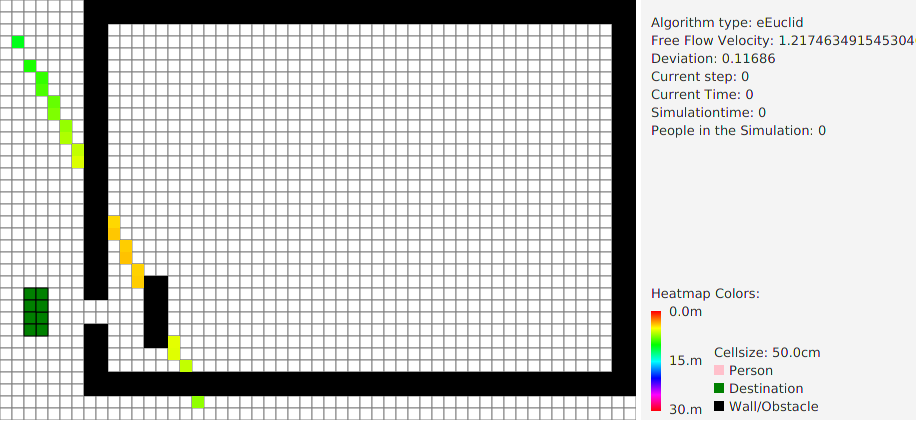 Algorithm type: eEuclid
Free Flow Velocity: 1.217463491545304
Deviation: 0.11686
Current step: 0
Current Time: 0
Simulationtime: 0
People in the Simulation: 0
Heatmap Colors:
0.0m
15.m
30.m
Cellsize: 50.0cm
Person
Destination
Wall/Obstacle